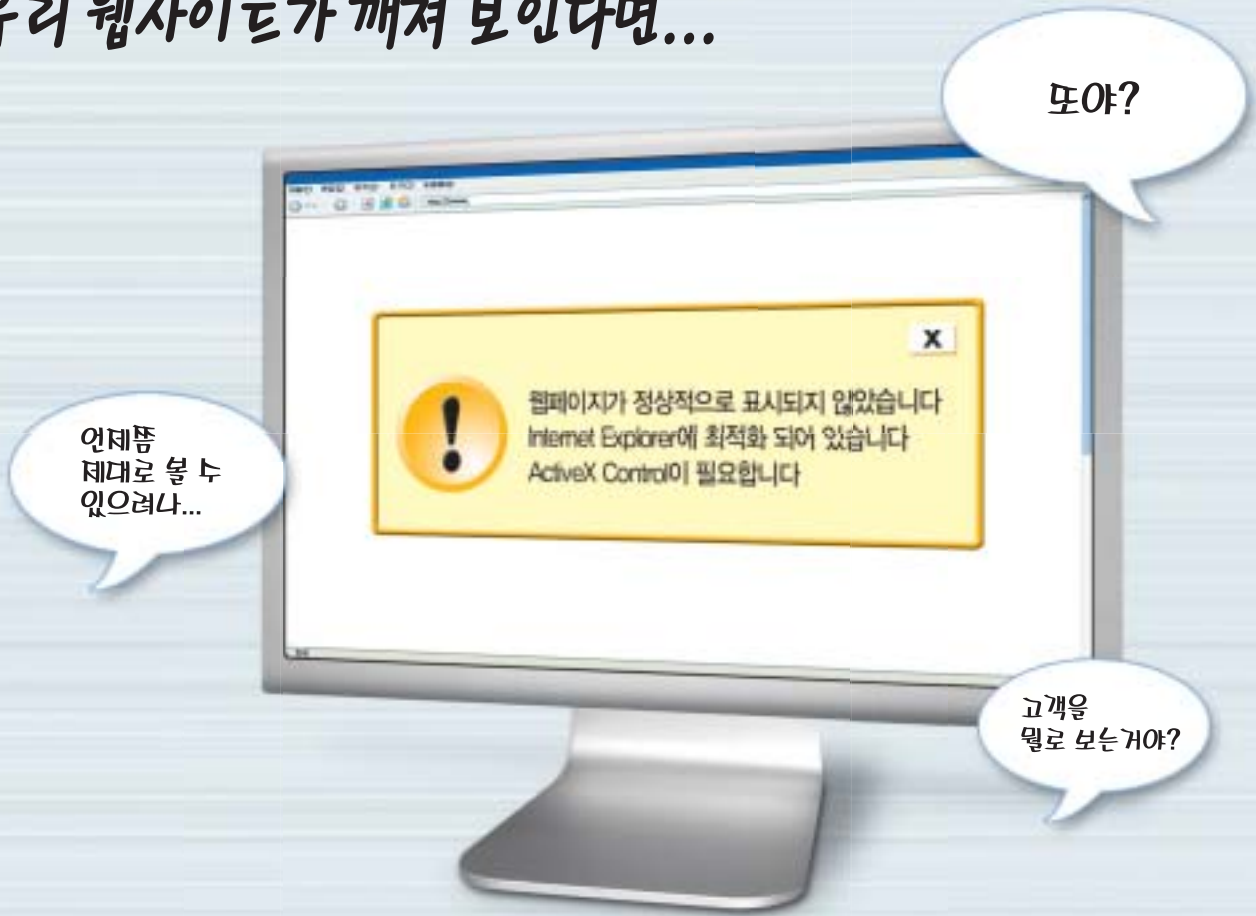 우리 웹사이트가 깨져 보인다면...
또야?
X
웹페이지가 정상적으로 표시되지 않았습니다
Internet Explorer에 최적화 되어 있습니다
ActiveX Control이 필요합니다
언제쯤
제대로 볼 수
있으려나...
고객을
뭘로 보는거야?